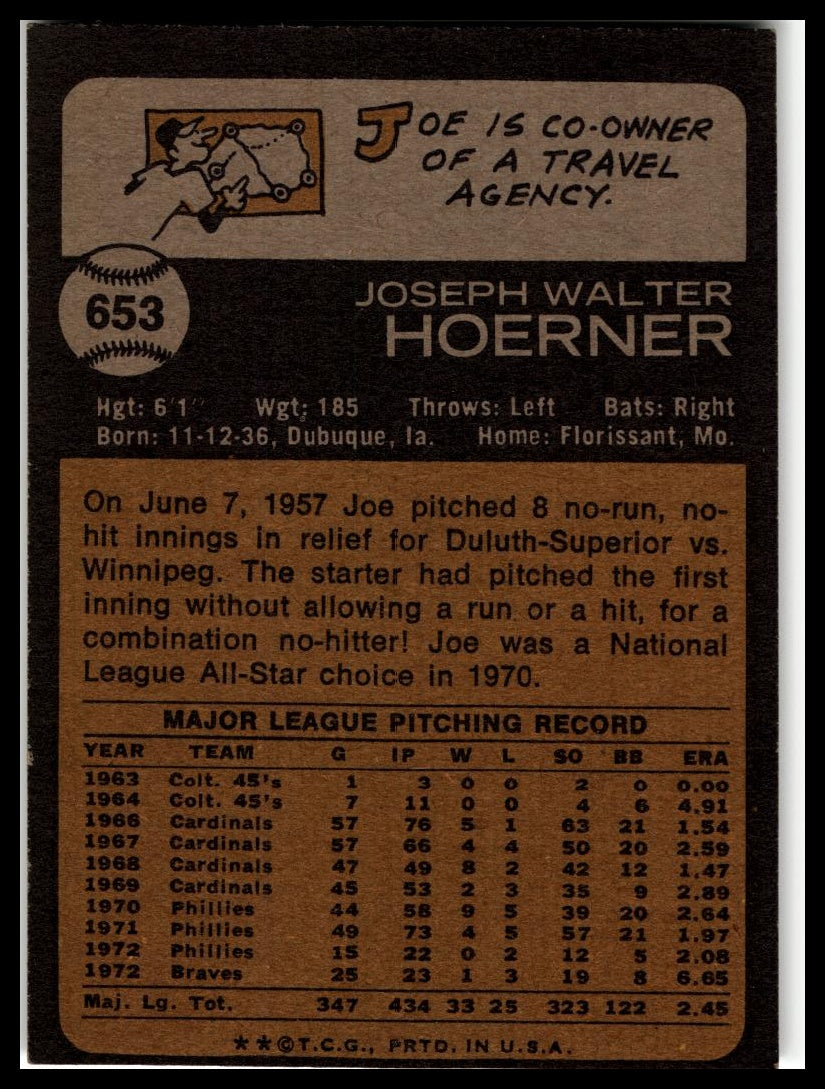 JOE IS CO-OWNER
OF A TRAVEL
AGENCY.
653
JOSEPH WALTER
HOERNER
Hgt: 6'1" Wgt: 185 Throws: Left Bats: Right
Born: 11-12-36, Dubuque, Ia. Home: Florissant, Mo.
On June 7, 1957 Joe pitched 8 no-run, no-
hit innings in relief for Duluth-Superior vs.
Winnipeg. The starter had pitched the first
inning without allowing a run or a hit, for a
combination no-hitter! Joe was a National
League All-Star choice in 1970.
MAJOR LEAGUE PITCHING RECORD
YEAR TEAM G IP W L SO BB ERA
1963 Colt. 45's 1 3 0 0 2 0 0.00
1964 Colt. 45's 7 11 0 0 4 6 4.91
1966 Cardinals 57 76 5 1 63 21 1.54
1967 Cardinals 57 66 4 4 50 20 2.59
1968 Cardinals 47 49 8 2 42 12 1.47
1969 Cardinals 45 53 2 3 35 9 2.89
1970 Phillies 44 58 9 5 39 20 2.64
1971 Phillies 49 73 4 5 57 21 1.97
1972 Phillies 15 22 0 2 12 5 2.08
1972 Braves 25 23 1 3 19 8 6.65
Maj. Lg. Tot. 347 434 33 25 323 122 2.45
**©T.C.G., PRTD. IN U.S.A.